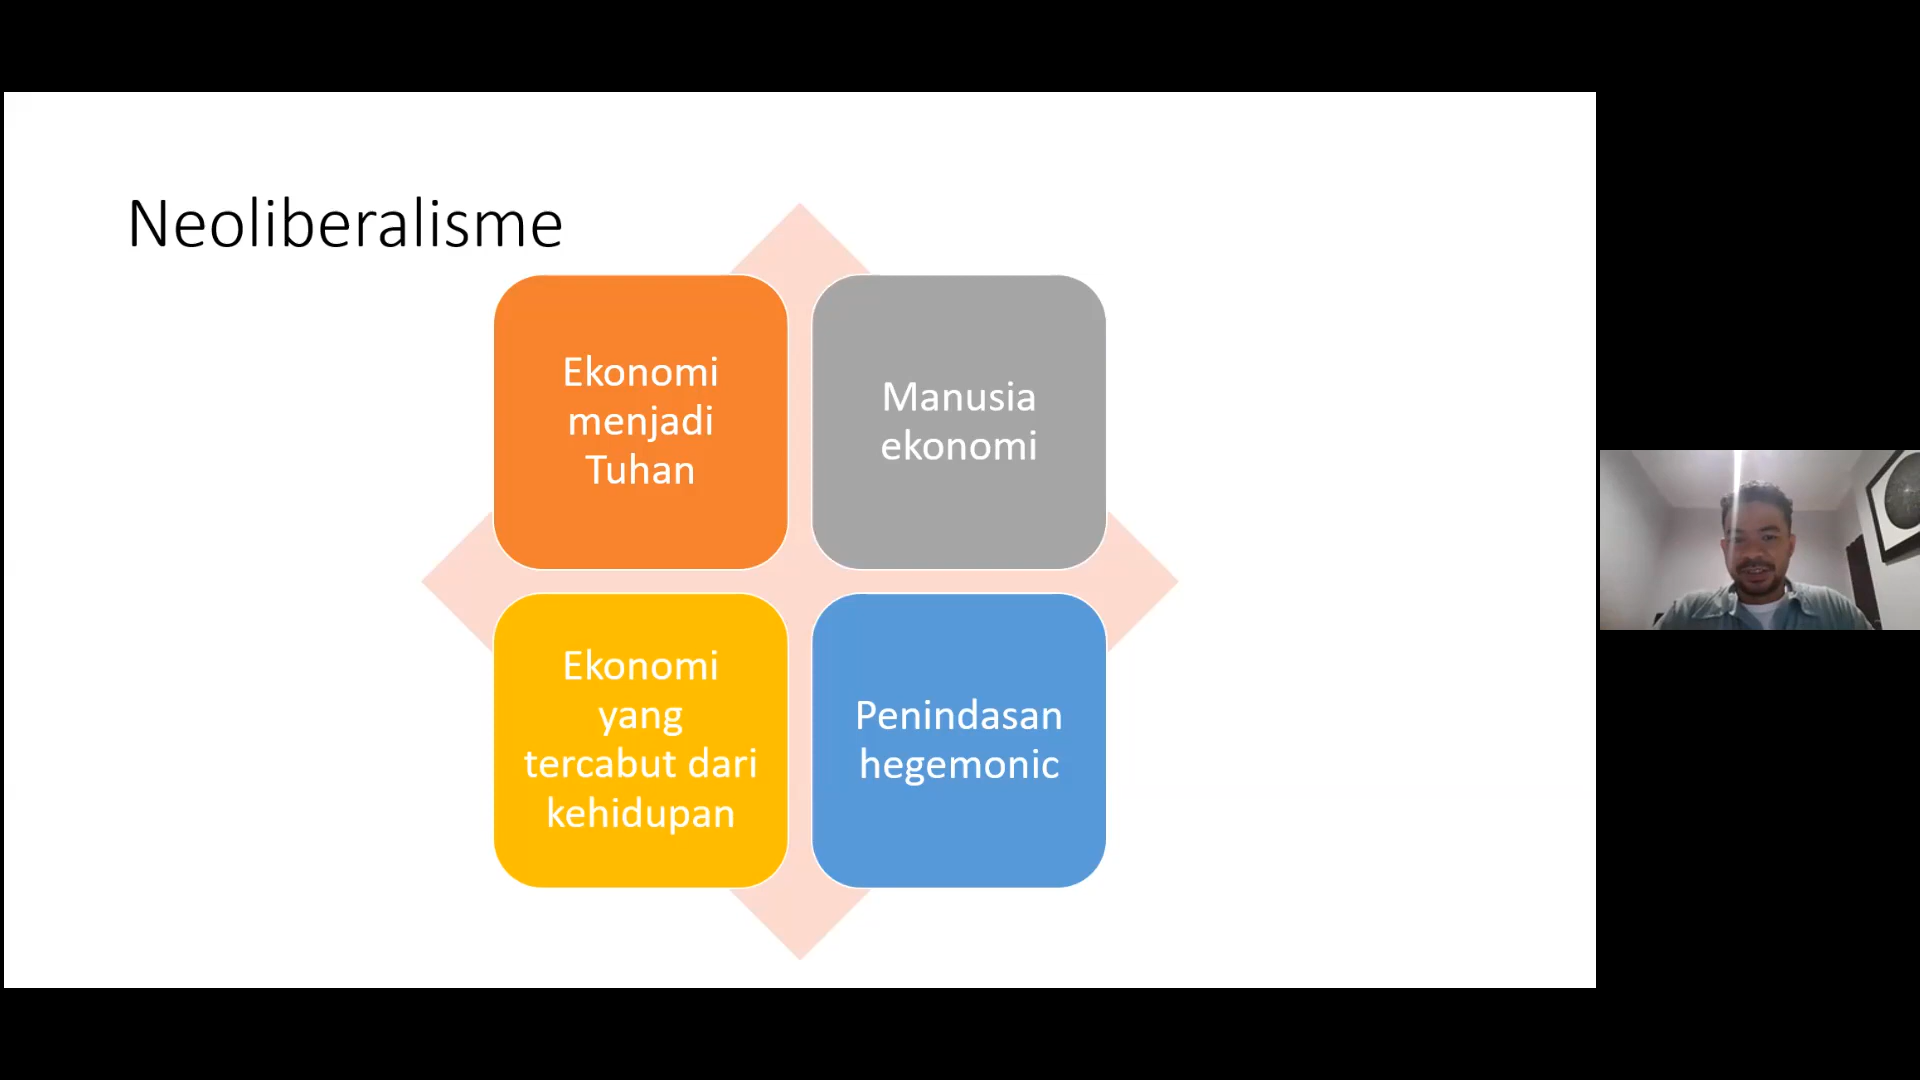 Neoliberalisme
Ekonomi
menjadi
Tuhan
Manusia
ekonomi
Ekonomi
yang
tercabut dari
kehidupan
Penindasan
hegemonic